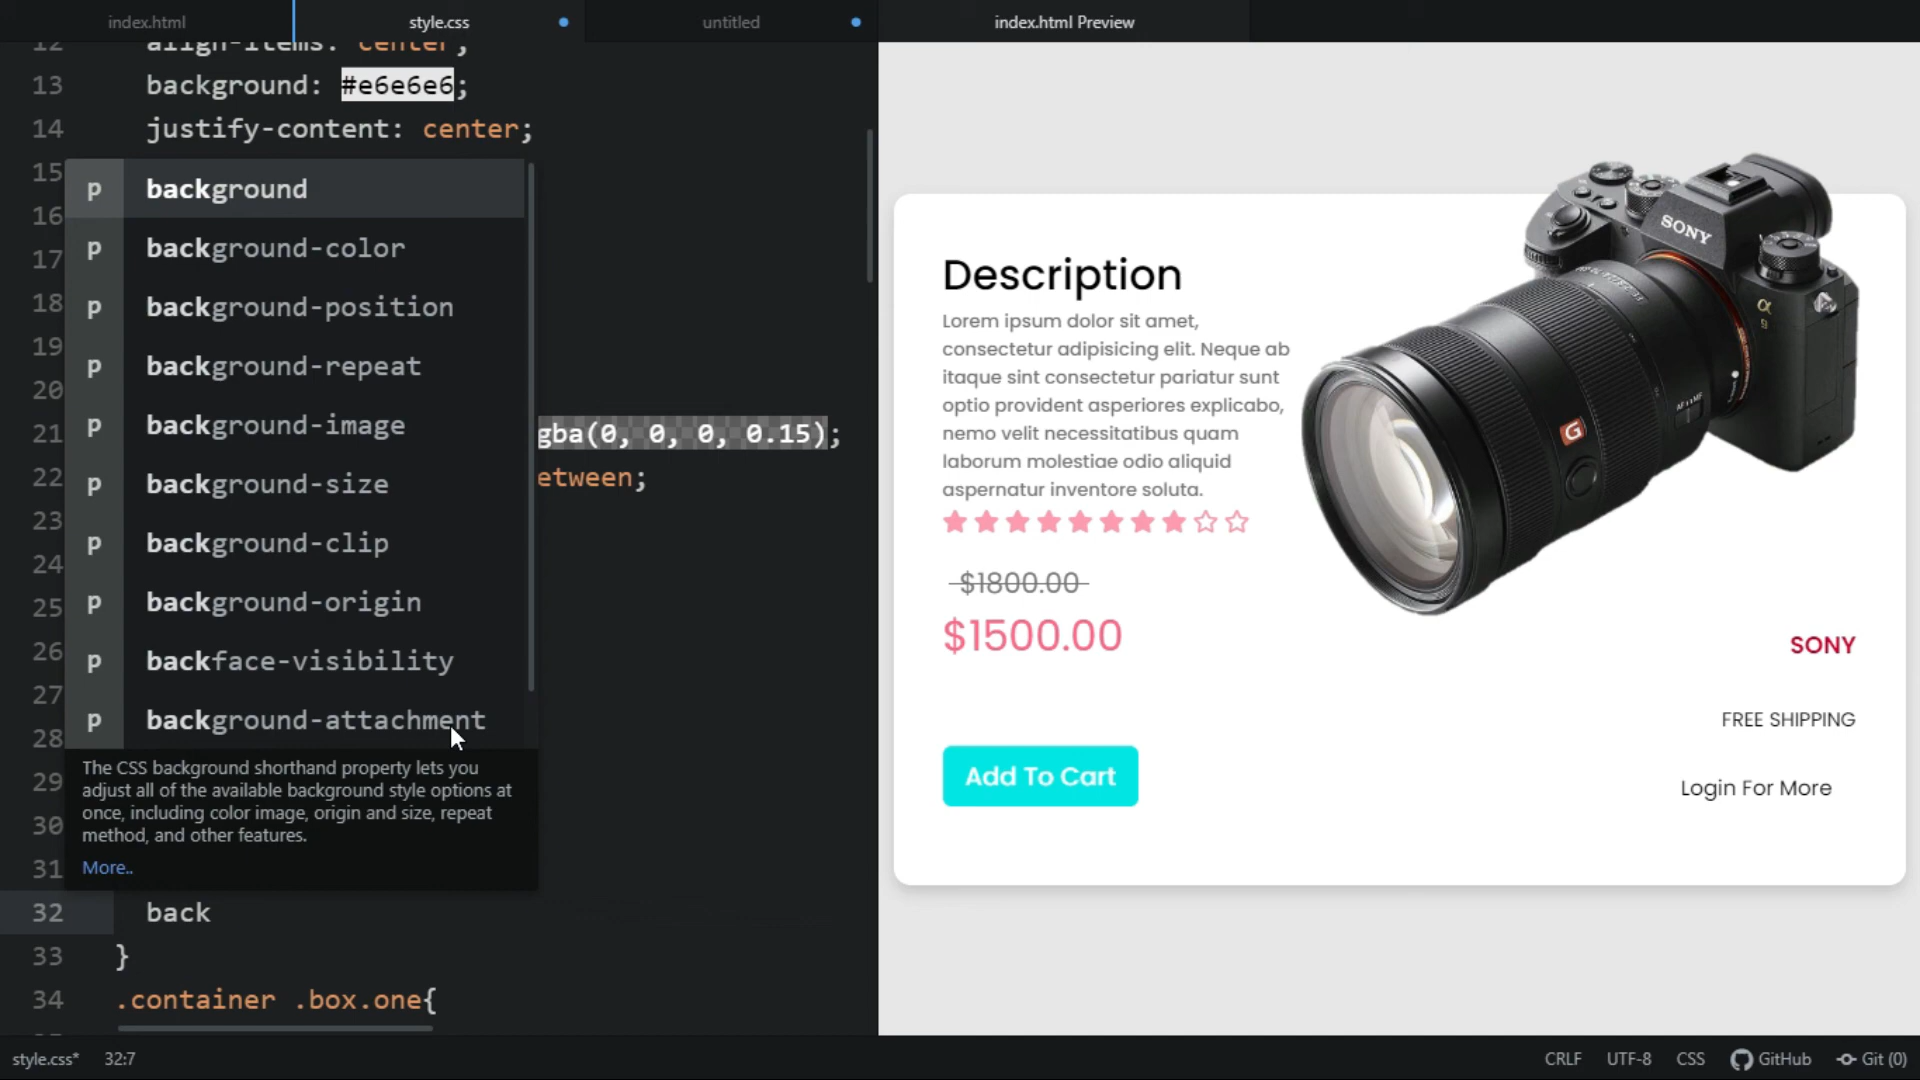 index.html
style.css
untitled
index.html Preview
12 align-items: center;
13 background: #e6e6e6;
14 justify-content: center;
15
16
17
18
19
20
21 gba(0, 0, 0, 0.15);
22 etween;
23
24
25
26
27
28
29
30
31
p background
p background-color
p background-position
p background-repeat
p background-image
p background-size
p background-clip
p background-origin
p backface-visibility
p background-attachment
The CSS background shorthand property lets you
adjust all of the available background style options at
once, including color image, origin and size, repeat
method, and other features.
More..
32 back
33 }
34 .container .box.one{
Description
Lorem ipsum dolor sit amet,
consectetur adipisicing elit. Neque ab
itaque sint consectetur pariatur sunt
optio provident asperiores explicabo,
nemo velit necessitatibus quam
laborum molestiae odio aliquid
aspernatur inventore soluta.
$1800.00
$1500.00
Add To Cart
SONY
α
9
G
SONY
FREE SHIPPING
Login For More
style.css* 32:7
CRLF UTF-8 CSS GitHub Git (0)